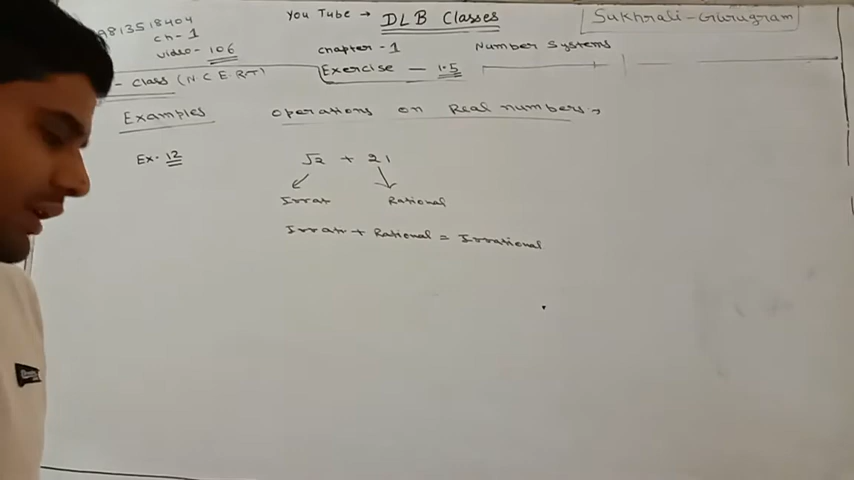 9813518404
ch-1
video-106
You Tube → DLB Classes
Sukhrali-Gurugram
chapter-1
Number Systems
- class (N.C.E.R.T)
Exercise — 1.5
Examples
operations on Real numbers →
Ex-12
√2 + 21
Irrat
Rational
Irrat + Rational = Irrational